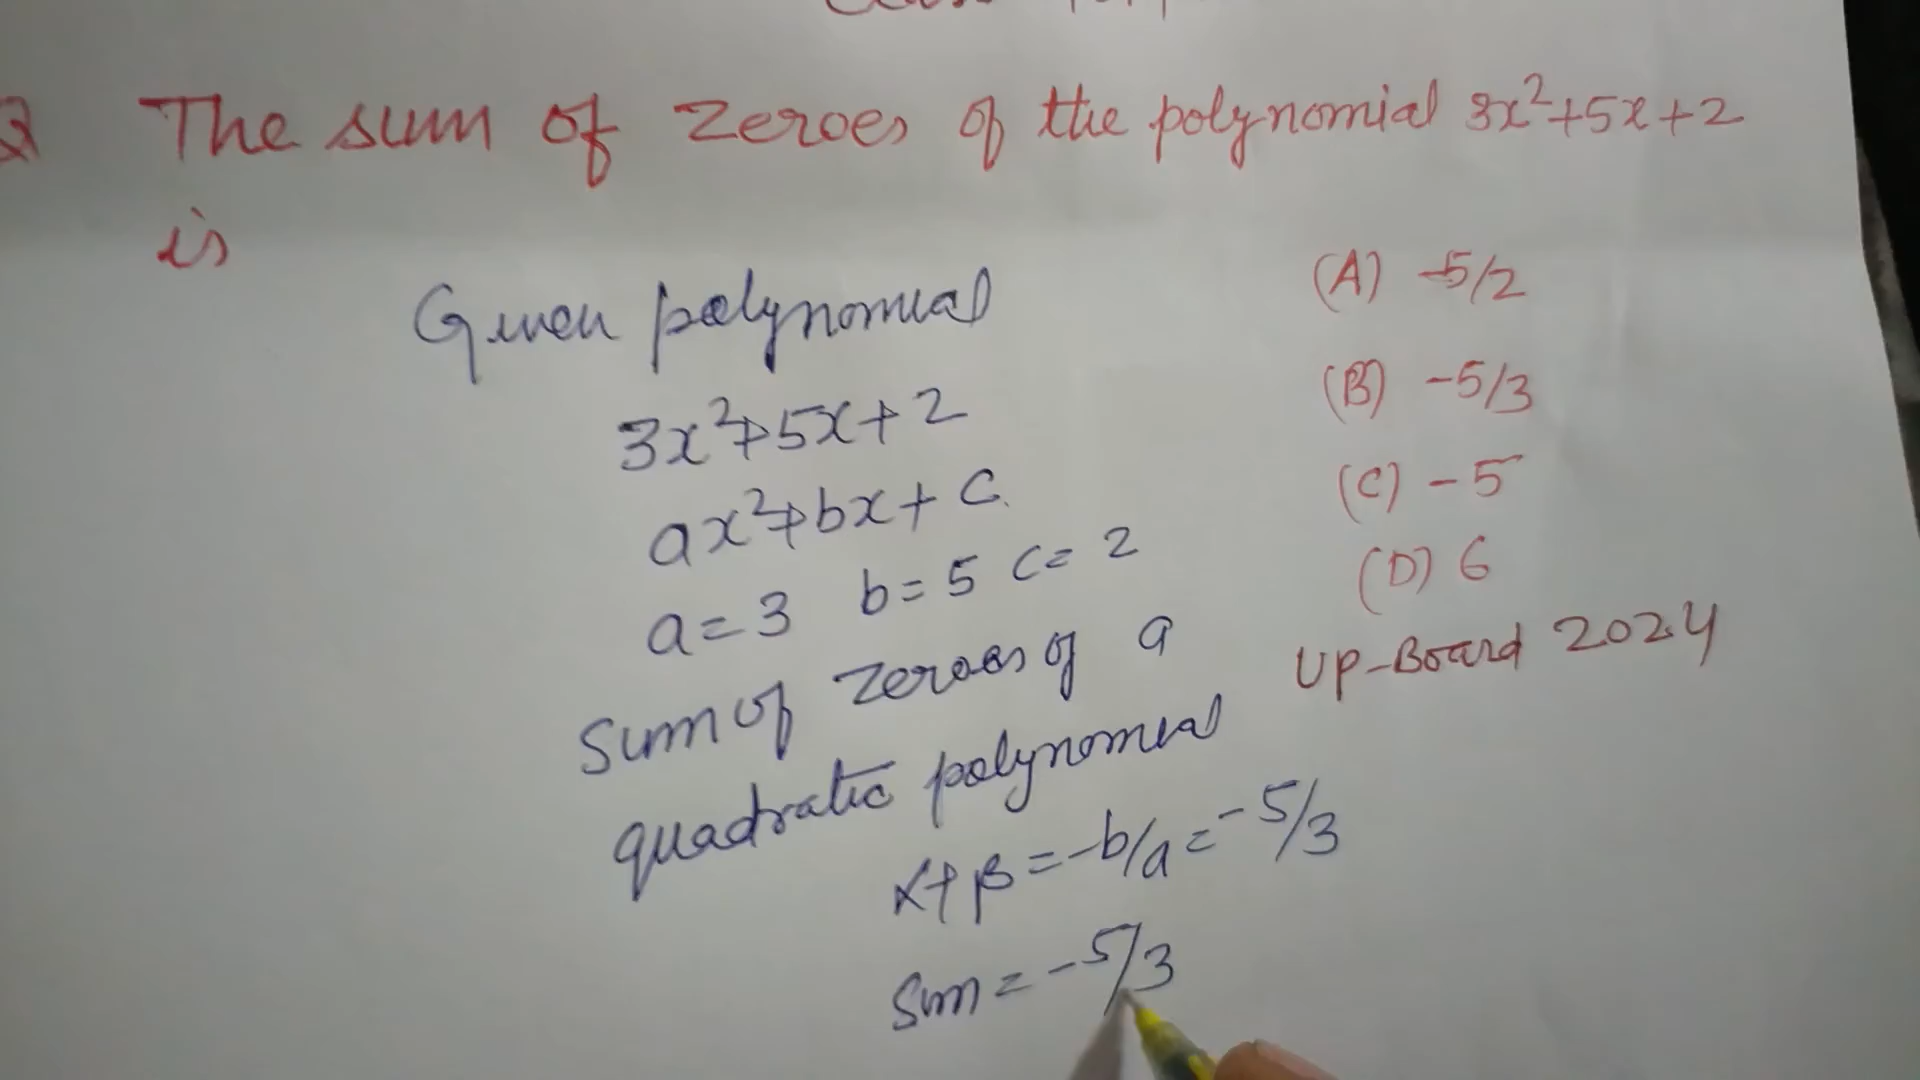 Q The sum of zeroes of the polynomial 3x²+5x+2
is
Given polynomial
3x²+5x+2
ax²+bx+c
a=3 b=5 c=2
Sum of zeroes of a
quadratic polynomial
α+β=-b/a=-5/3
Sum=-5/3
(A) -5/2
(B) -5/3
(C) -5
(D) 6
UP-Board 2024